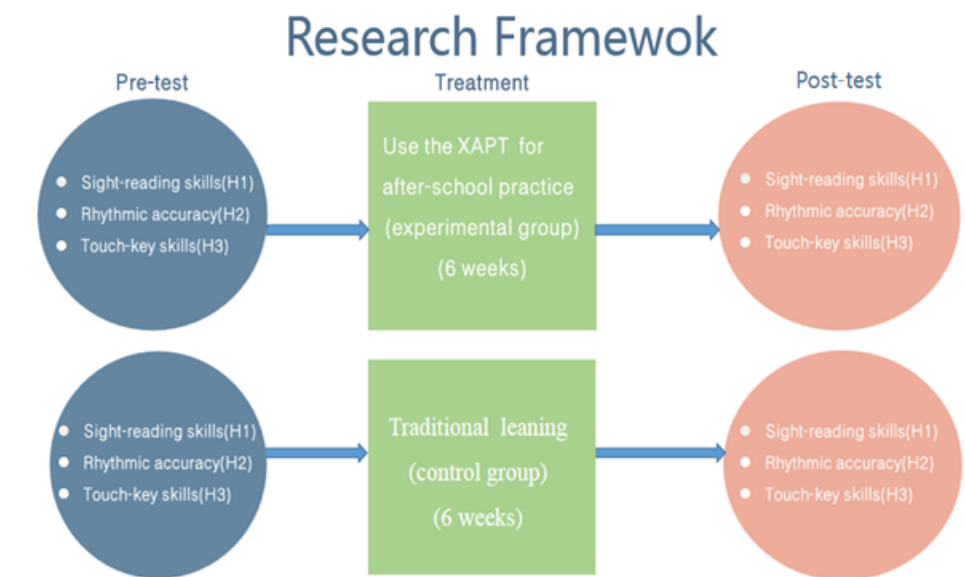 Research Framewok
Pre-test
Treatment
Post-test
Sight-reading skills(H1)
Rhythmic accuracy(H2)
Touch-key skills(H3)
Use the XAPT for
after-school practice
(experimental group)
(6 weeks)
Sight-reading skills(H1)
Rhythmic accuracy(H2)
Touch-key skills(H3)
Sight-reading skills(H1)
Rhythmic accuracy(H2)
Touch-key skills(H3)
Traditional leaning
(control group)
(6 weeks)
Sight-reading skills(H1)
Rhythmic accuracy(H2)
Touch-key skills(H3)